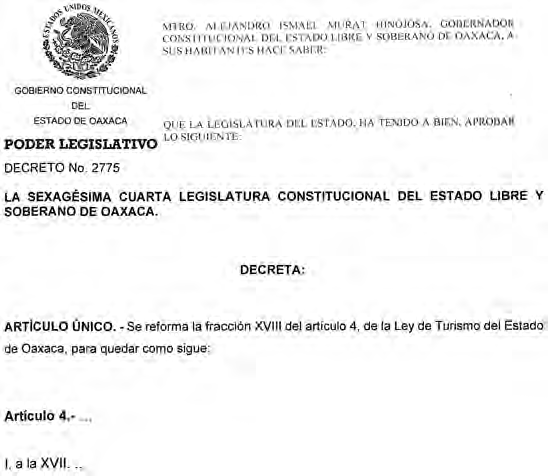 ESTADOS UNIDOS MEXICANOS
MTRO. ALEJANDRO ISMAEL MURAT HINOJOSA, GOBERNADOR
CONSTITUCIONAL DEL ESTADO LIBRE Y SOBERANO DE OAXACA, A
SUS HABITANTES HACE SABER:
GOBIERNO CONSTITUCIONAL
DEL
ESTADO DE OAXACA
QUE LA LEGISLATURA DEL ESTADO, HA TENIDO A BIEN, APROBAR
LO SIGUIENTE:
PODER LEGISLATIVO
DECRETO No. 2775
LA SEXAGÉSIMA CUARTA LEGISLATURA CONSTITUCIONAL DEL ESTADO LIBRE Y
SOBERANO DE OAXACA.
DECRETA:
ARTÍCULO ÚNICO. - Se reforma la fracción XVIII del artículo 4, de la Ley de Turismo del Estado
de Oaxaca, para quedar como sigue:
Artículo 4.- ...
I. a la XVII. ...